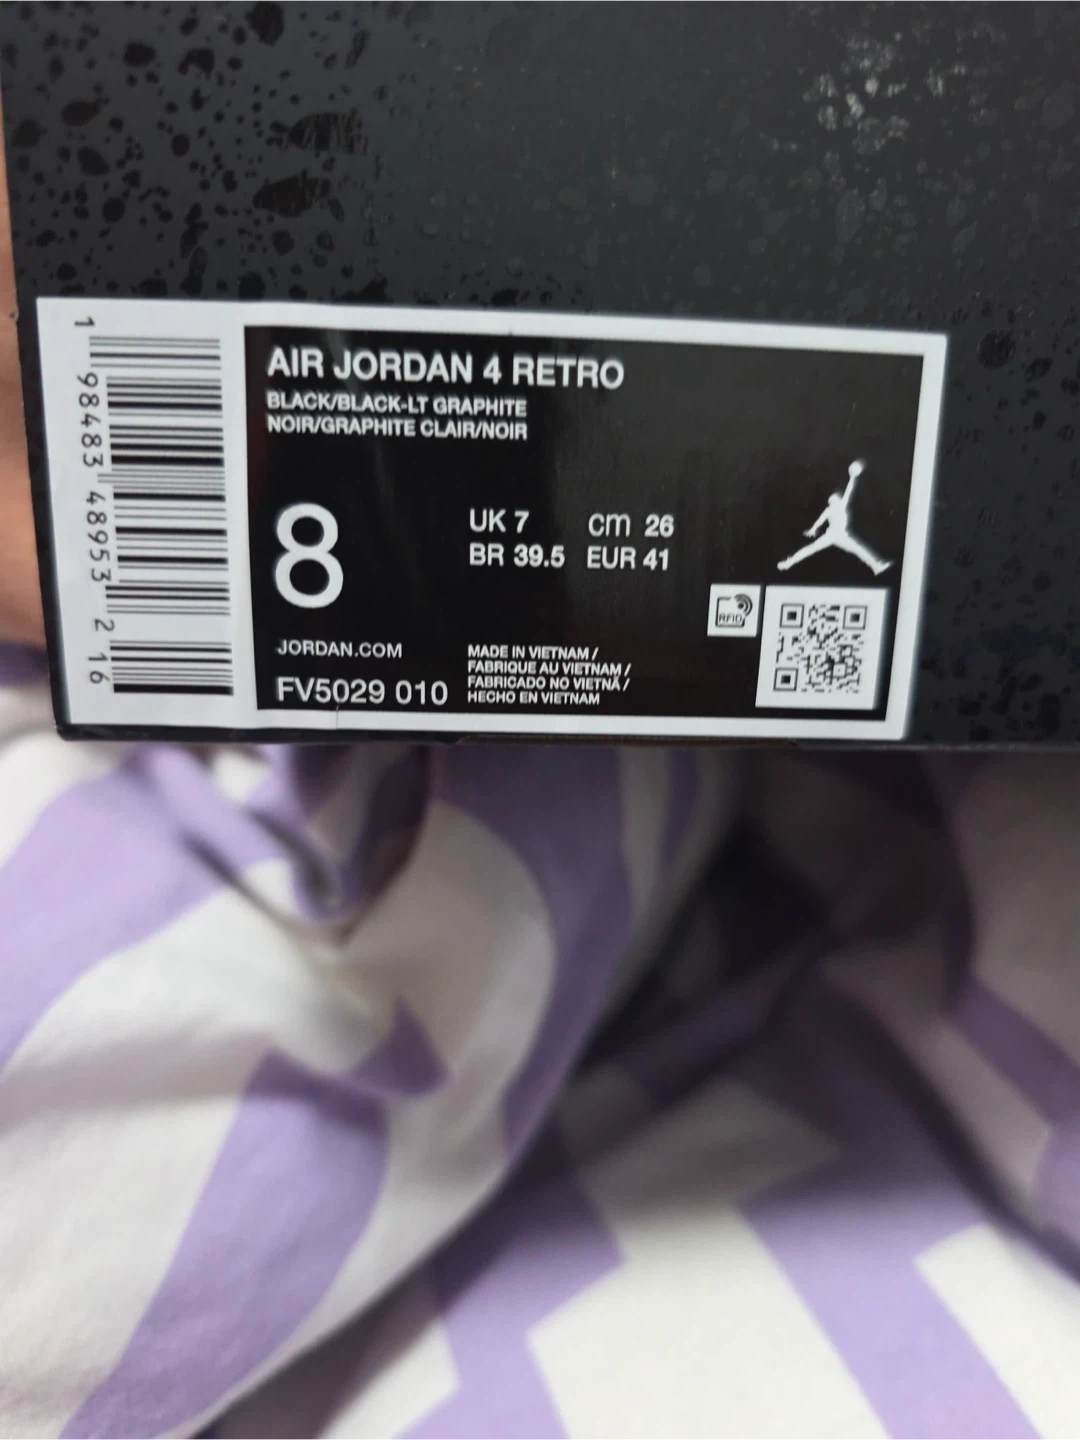 AIR JORDAN 4 RETRO
BLACK/BLACK-LT GRAPHITE
NOIR/GRAPHITE CLAIR/NOIR
8
UK 7 cm 26
BR 39.5 EUR 41
RFID
JORDAN.COM
FV5029 010
MADE IN VIETNAM /
FABRIQUE AU VIETNAM /
FABRICADO NO VIETNÃ /
HECHO EN VIETNAM
1 98483 48953 2 16